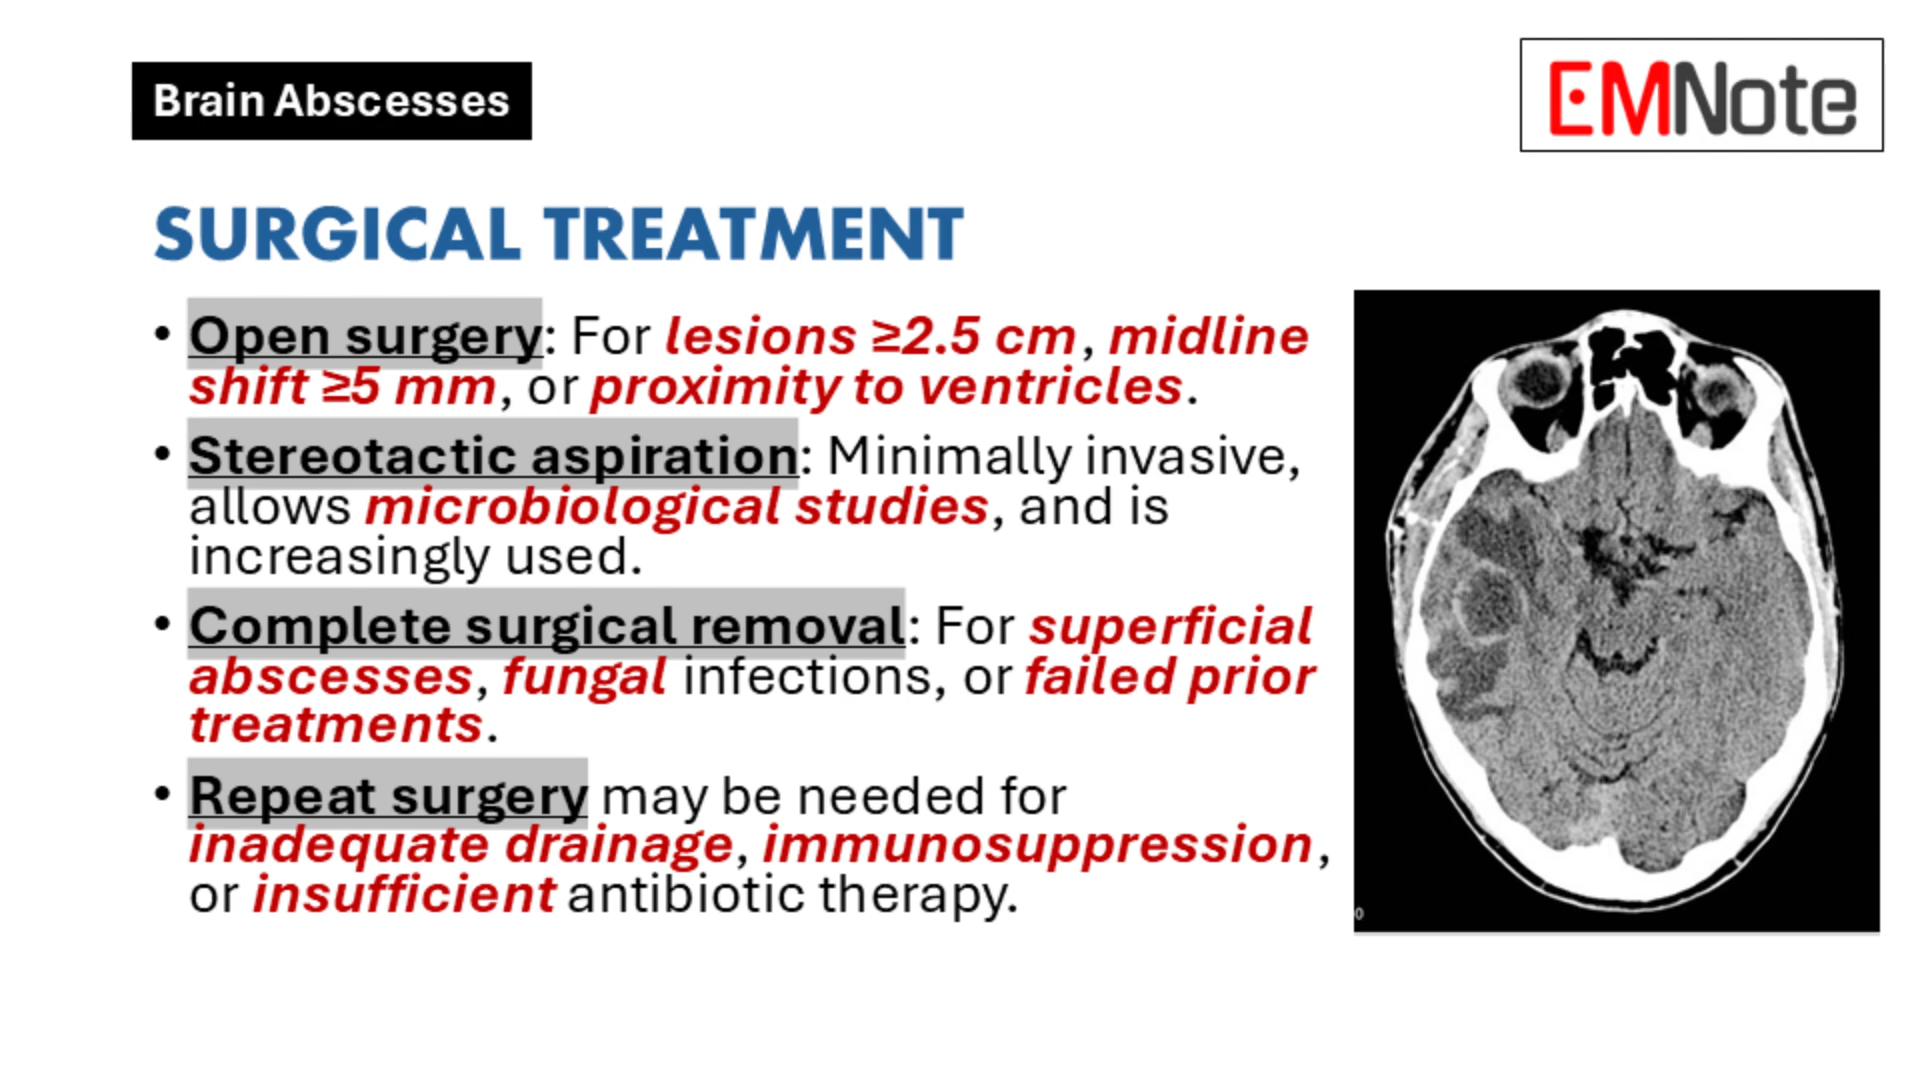 Brain Abscesses
EMNote
SURGICAL TREATMENT
• Open surgery: For lesions ≥2.5 cm, midline
shift ≥5 mm, or proximity to ventricles.
• Stereotactic aspiration: Minimally invasive,
allows microbiological studies, and is
increasingly used.
• Complete surgical removal: For superficial
abscesses, fungal infections, or failed prior
treatments.
• Repeat surgery may be needed for
inadequate drainage, immunosuppression,
or insufficient antibiotic therapy.
0